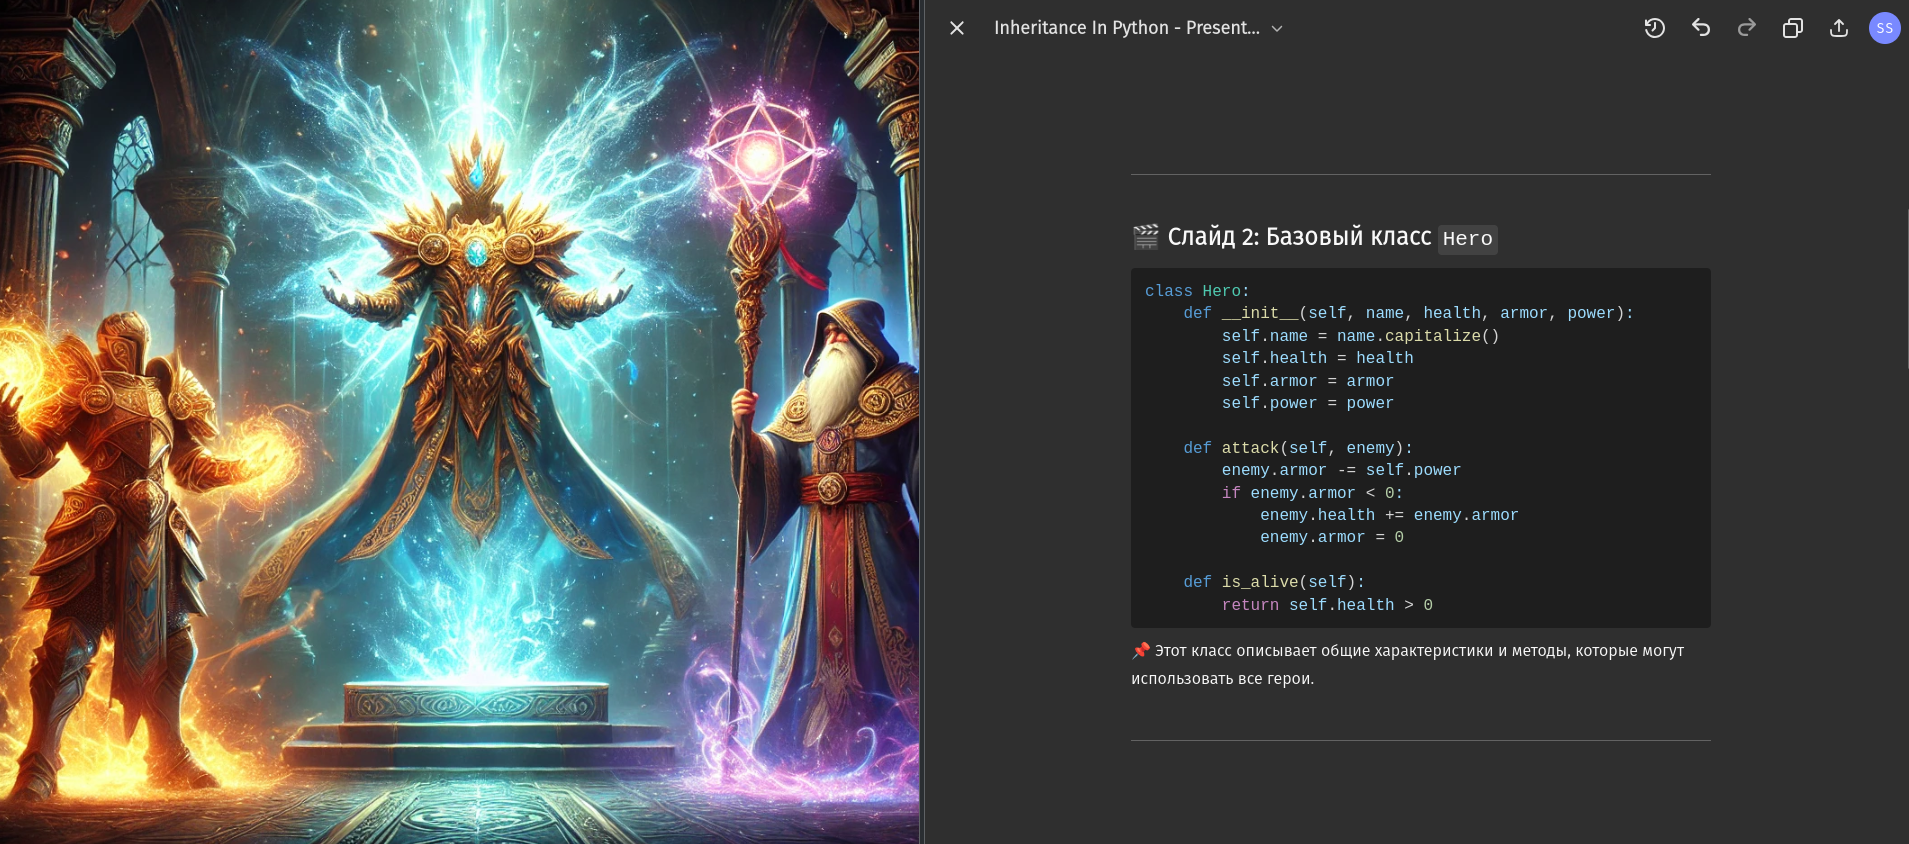 Inheritance In Python - Present...
SS
🎬 Слайд 2: Базовый класс Hero
class Hero:
    def __init__(self, name, health, armor, power):
        self.name = name.capitalize()
        self.health = health
        self.armor = armor
        self.power = power
    def attack(self, enemy):
        enemy.armor -= self.power
        if enemy.armor < 0:
            enemy.health += enemy.armor
            enemy.armor = 0
    def is_alive(self):
        return self.health > 0
📌 Этот класс описывает общие характеристики и методы, которые могут
использовать все герои.